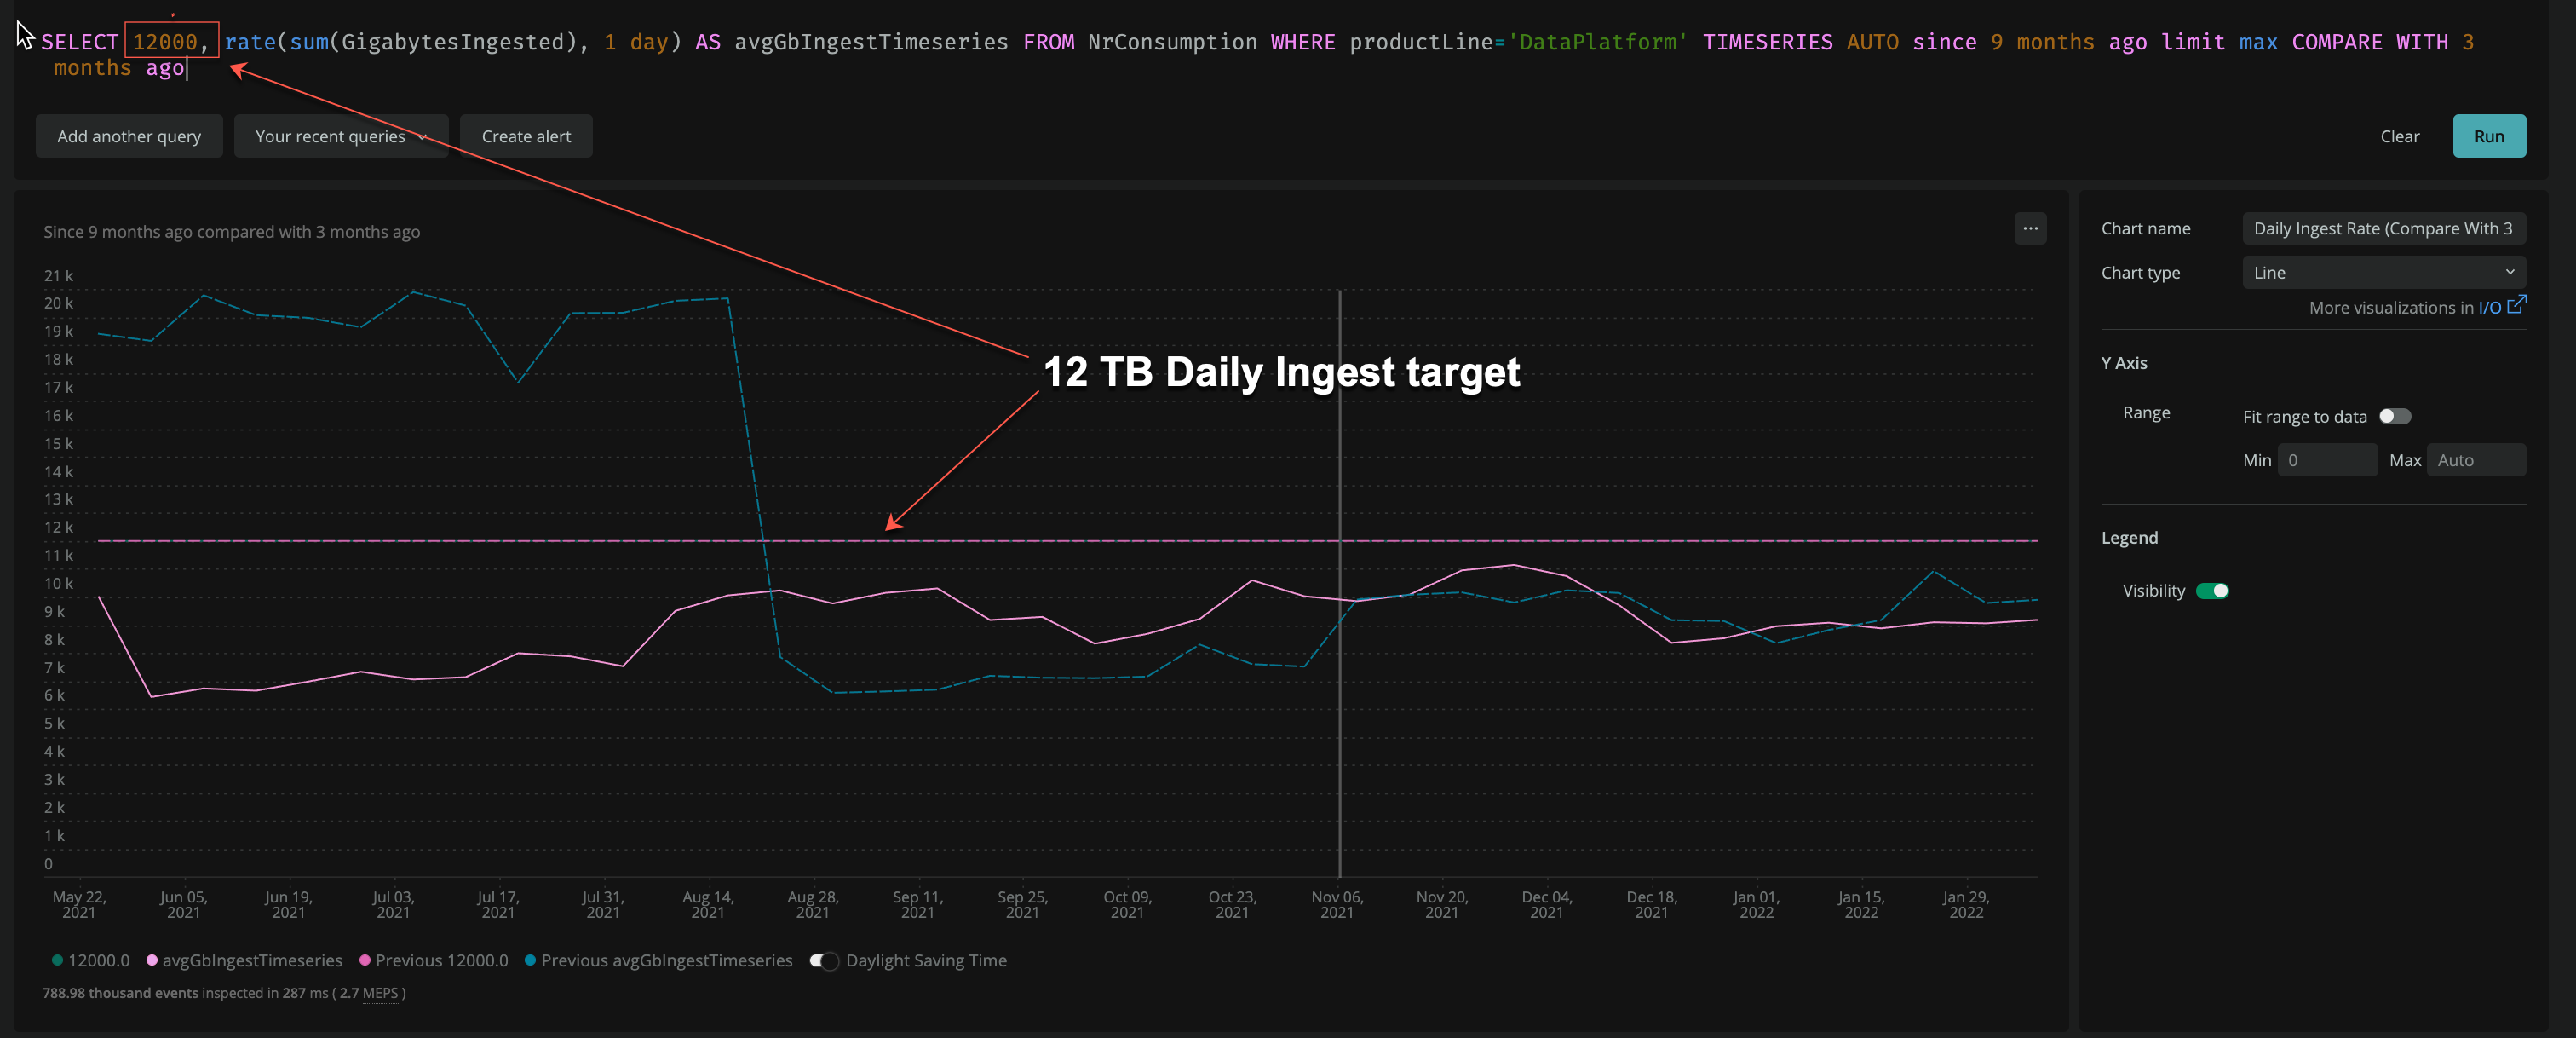 SELECT 12000, rate(sum(GigabytesIngested), 1 day) AS avgGbIngestTimeseries FROM NrConsumption WHERE productLine='DataPlatform' TIMESERIES AUTO since 9 months ago limit max COMPARE WITH 3
months ago
Add another query
Your recent queries
Create alert
Clear
Run
Since 9 months ago compared with 3 months ago
...
21 k
20 k
19 k
18 k
17 k
16 k
15 k
14 k
13 k
12 k
11 k
10 k
9 k
8 k
7 k
6 k
5 k
4 k
3 k
2 k
1 k
0
12 TB Daily Ingest target
May 22,
2021
Jun 05,
2021
Jun 19,
2021
Jul 03,
2021
Jul 17,
2021
Jul 31,
2021
Aug 14,
2021
Aug 28,
2021
Sep 11,
2021
Sep 25,
2021
Oct 09,
2021
Oct 23,
2021
Nov 06,
2021
Nov 20,
2021
Dec 04,
2021
Dec 18,
2021
Jan 01,
2022
Jan 15,
2022
Jan 29,
2022
12000.0 avgGbIngestTimeseries Previous 12000.0 Previous avgGbIngestTimeseries Daylight Saving Time
788.98 thousand events inspected in 287 ms ( 2.7 MEPS )
Chart name Daily Ingest Rate (Compare With 3
Chart type Line
More visualizations in I/O
Y Axis
Range Fit range to data
Min 0 Max Auto
Legend
Visibility